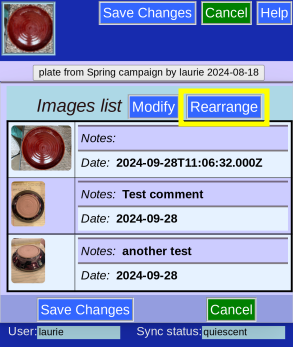 Save Changes Cancel Help
plate from Spring campaign by laurie 2024-08-18
Images list Modify Rearrange
Notes:
Date: 2024-09-28T11:06:32.000Z
Notes: Test comment
Date: 2024-09-28
Notes: another test
Date: 2024-09-28
Save Changes Cancel
User: laurie Sync status: quiescent